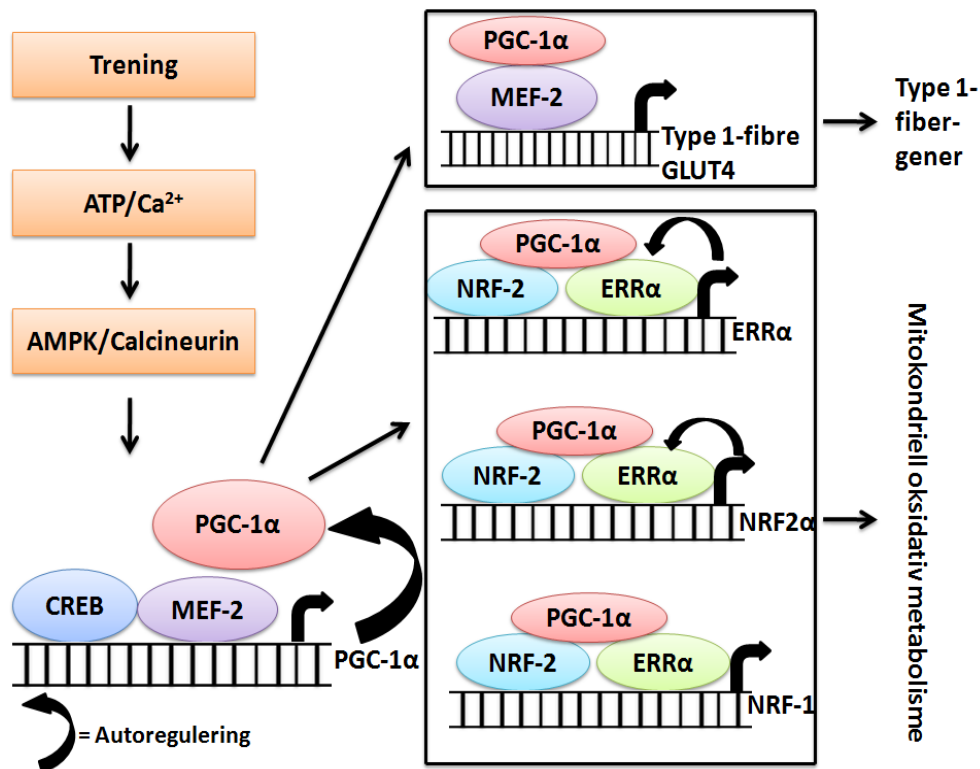 Trening
ATP/Ca²⁺
AMPK/Calcineurin
PGC-1α
CREB
MEF-2
PGC-1α
= Autoregulering
PGC-1α
MEF-2
Type 1-fibre
GLUT4
Type 1-
fiber-
gener
PGC-1α
NRF-2
ERRα
ERRα
PGC-1α
NRF-2
ERRα
NRF2α
PGC-1α
NRF-2
ERRα
NRF-1
Mitokondriell oksidativ metabolisme